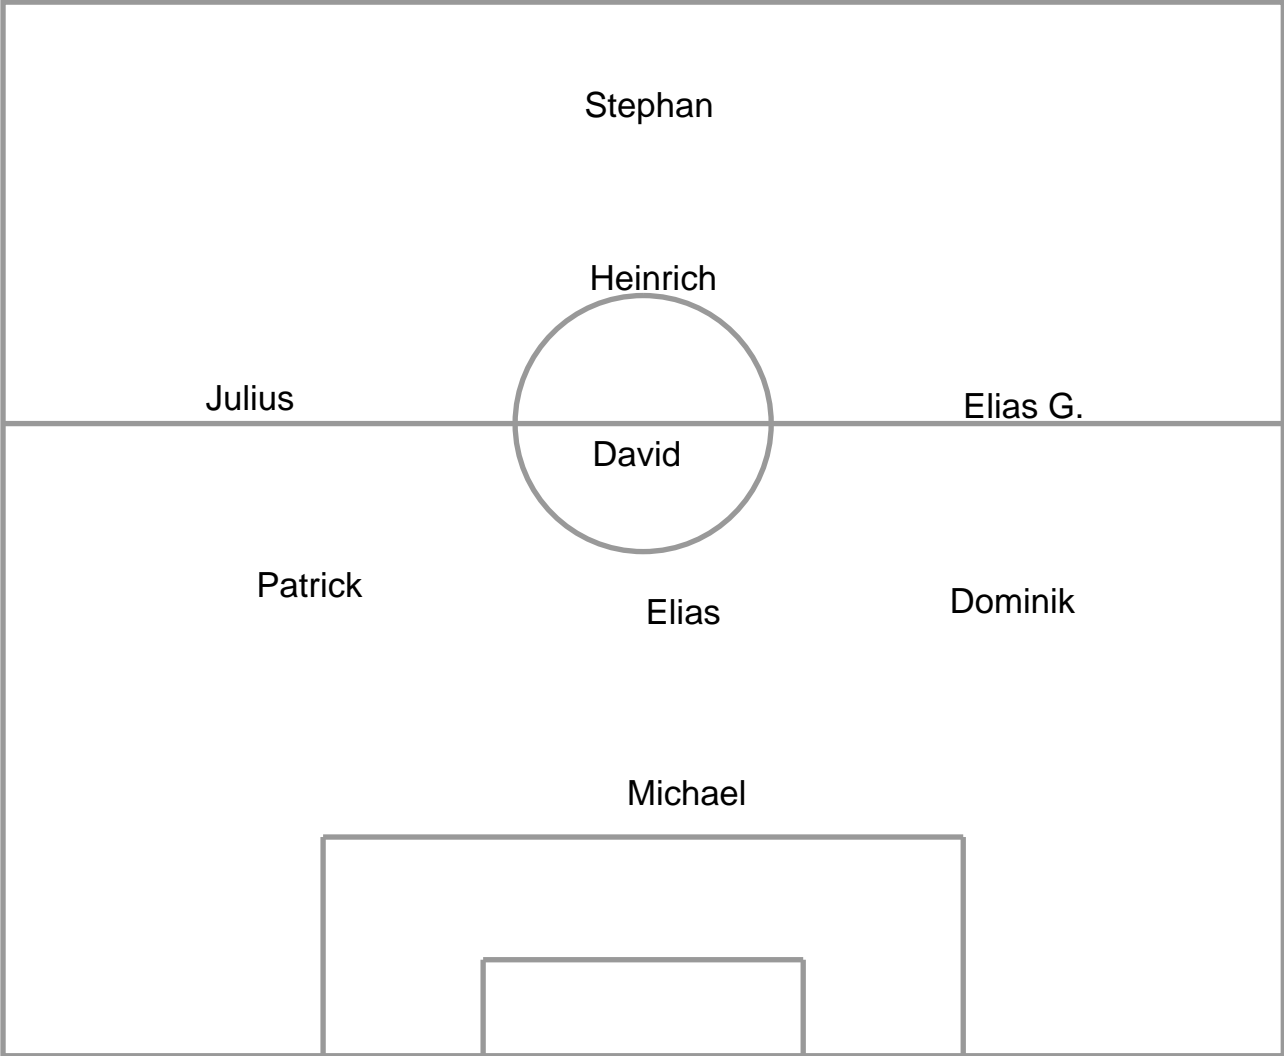 Stephan
Heinrich
Julius
Elias G.
David
Patrick
Elias
Dominik
Michael